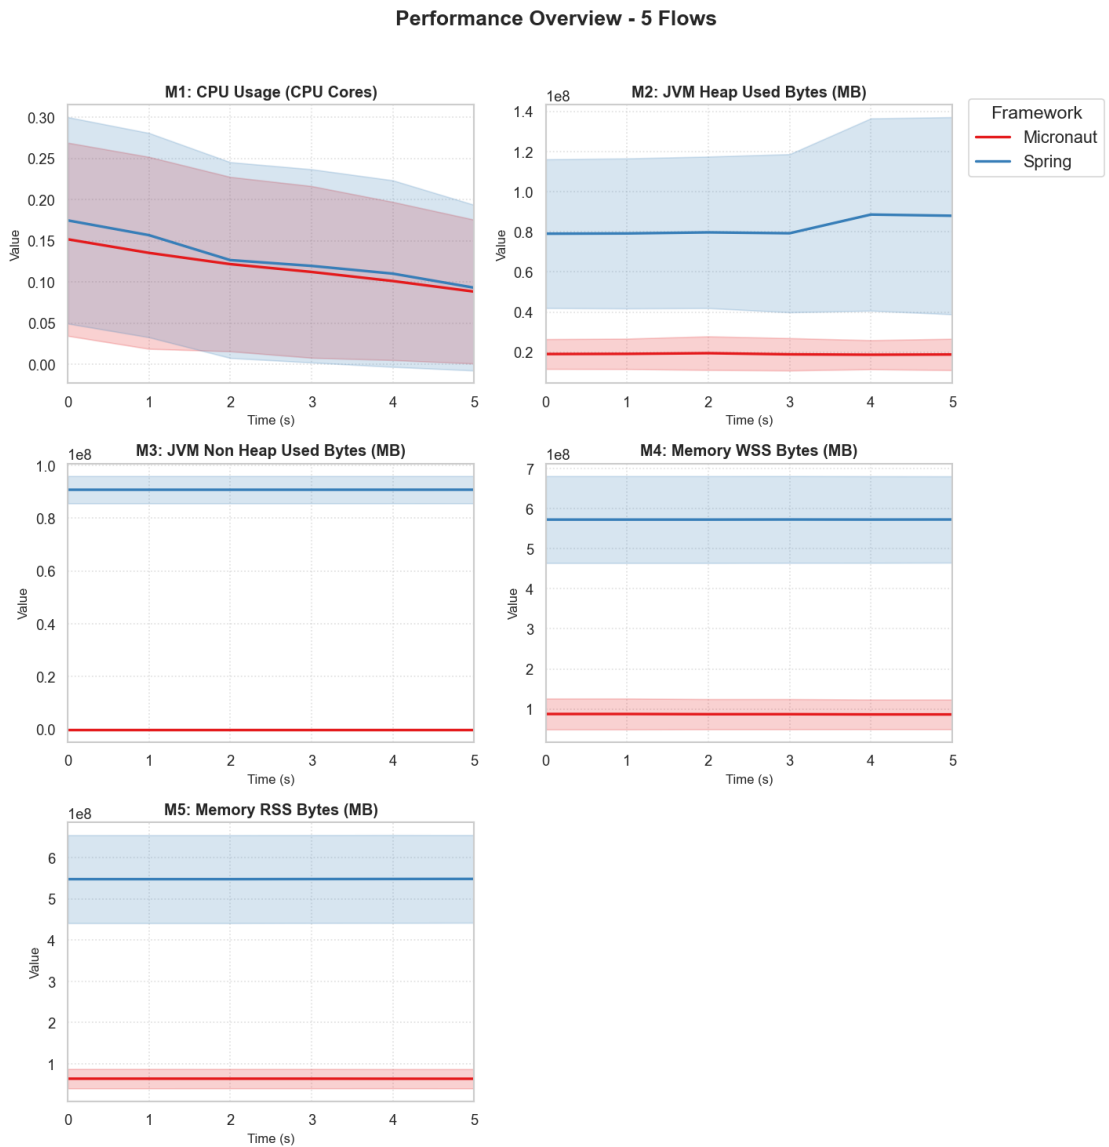 Performance Overview - 5 Flows
M1: CPU Usage (CPU Cores)
0.30
0.25
0.20
0.15
0.10
0.05
0.00
Value
0 1 2 3 4 5
Time (s)
M2: JVM Heap Used Bytes (MB)
1e8
1.4
1.2
1.0
0.8
0.6
0.4
0.2
Value
0 1 2 3 4 5
Time (s)
Framework
Micronaut
Spring
M3: JVM Non Heap Used Bytes (MB)
1e8
1.0
0.8
0.6
0.4
0.2
0.0
Value
0 1 2 3 4 5
Time (s)
M4: Memory WSS Bytes (MB)
1e8
7
6
5
4
3
2
1
Value
0 1 2 3 4 5
Time (s)
M5: Memory RSS Bytes (MB)
1e8
6
5
4
3
2
1
Value
0 1 2 3 4 5
Time (s)